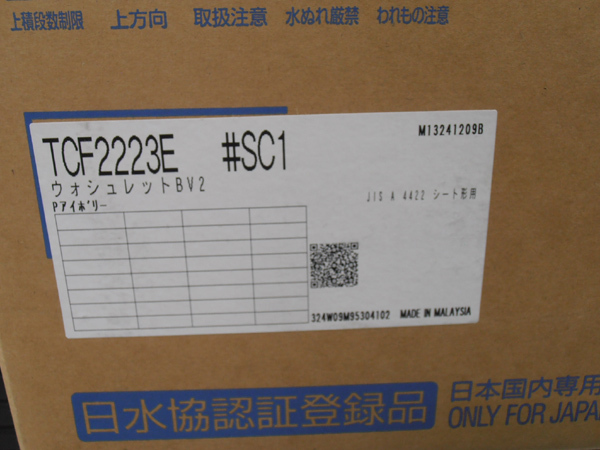 上積段数制限 上方向 取扱注意 水ぬれ厳禁 われもの注意
TCF2223E #SC1
M13241209B
ウォシュレットBV2
Pアイボリー
JIS A 4422 シート形用
324W09M95304102 MADE IN MALAYSIA
日水協認証登録品
日本国内専用
ONLY FOR JAPA